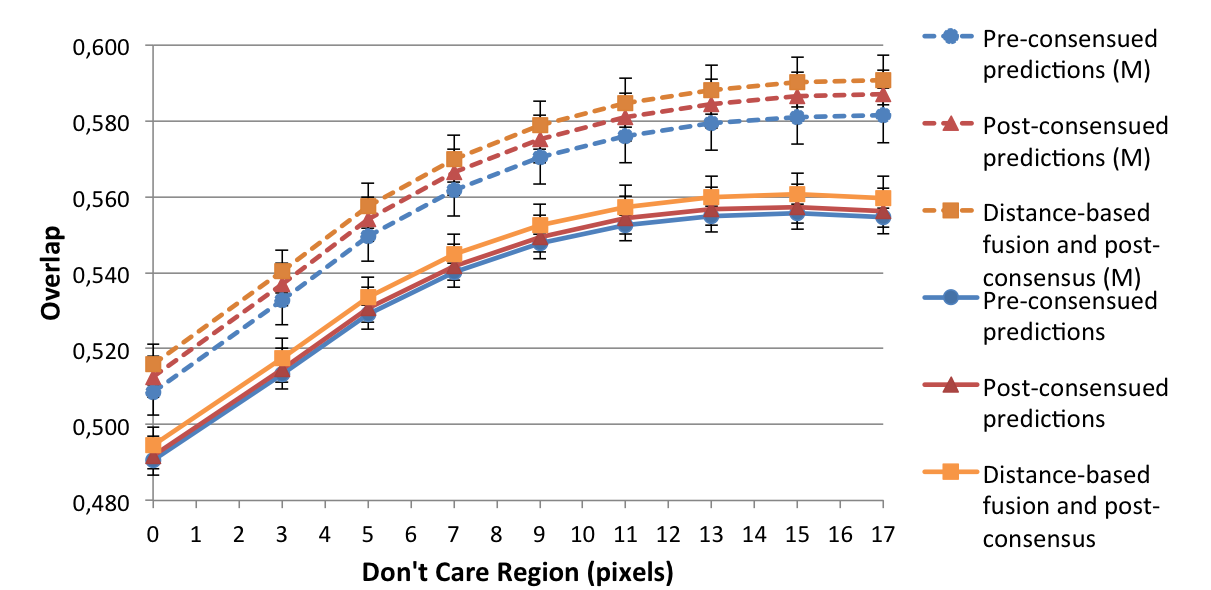 0,600
0,580
0,560
0,540
0,520
0,500
0,480
Overlap
0 1 2 3 4 5 6 7 8 9 10 11 12 13 14 15 16 17
Don't Care Region (pixels)
Pre-consensued
predictions (M)
Post-consensued
predictions (M)
Distance-based
fusion and post-
consensus (M)
Pre-consensued
predictions
Post-consensued
predictions
Distance-based
fusion and post-
consensus